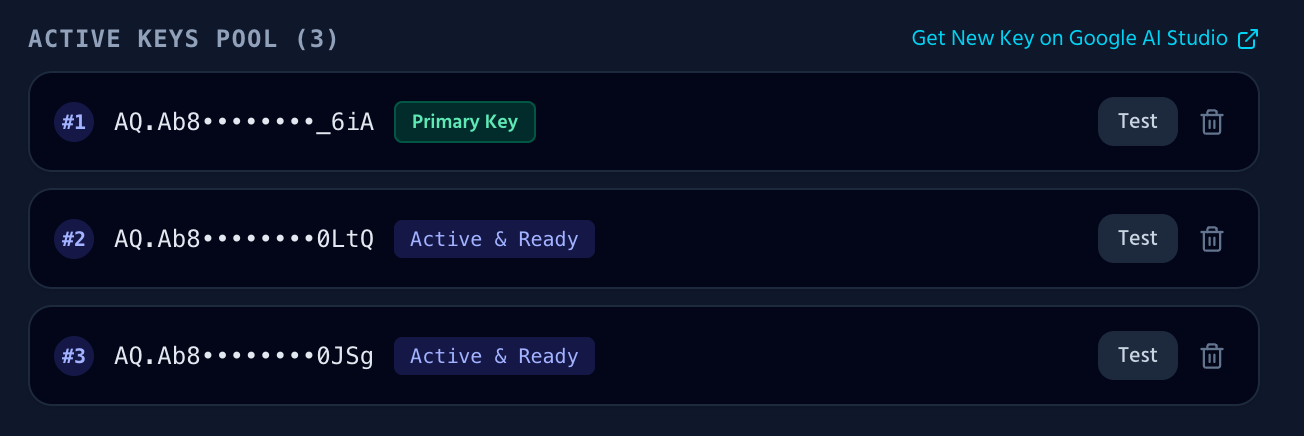 ACTIVE KEYS POOL (3)
Get New Key on Google AI Studio
#1 AQ.Ab8••••••••_6iA Primary Key Test
#2 AQ.Ab8••••••••0LtQ Active & Ready Test
#3 AQ.Ab8••••••••0JSg Active & Ready Test